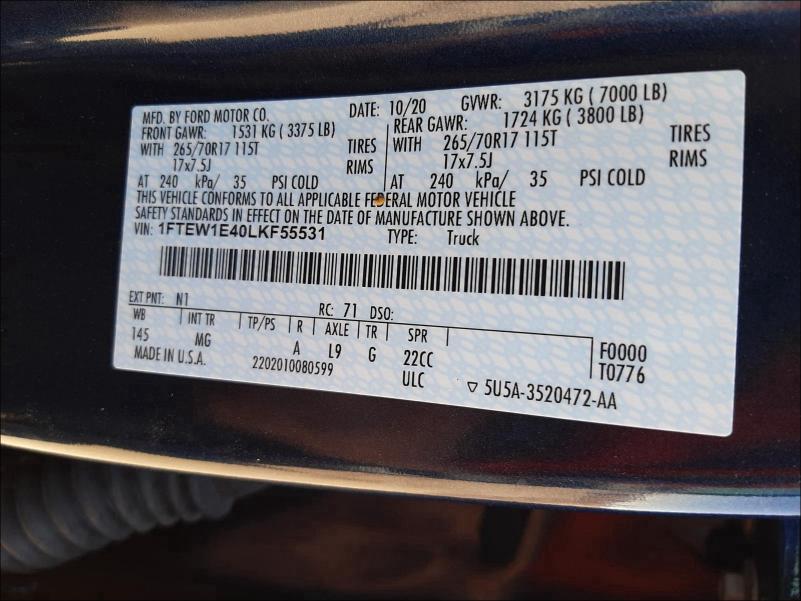 MFD. BY FORD MOTOR CO. DATE: 10/20 GVWR: 3175 KG ( 7000 LB)
FRONT GAWR: 1531 KG ( 3375 LB) REAR GAWR: 1724 KG ( 3800 LB)
WITH 265/70R17 115T TIRES WITH 265/70R17 115T TIRES
17x7.5J RIMS 17x7.5J RIMS
AT 240 kPa/ 35 PSI COLD AT 240 kPa/ 35 PSI COLD
THIS VEHICLE CONFORMS TO ALL APPLICABLE FEDERAL MOTOR VEHICLE
SAFETY STANDARDS IN EFFECT ON THE DATE OF MANUFACTURE SHOWN ABOVE.
VIN: 1FTEW1E40LKF55531 TYPE: Truck
EXT PNT: N1 RC: 71 DSO:
WB INT TR TP/PS R AXLE TR SPR
145 MG A L9 G 22CC F0000
MADE IN U.S.A. 2202010080599 ULC T0776
▽ 5U5A-3520472-AA